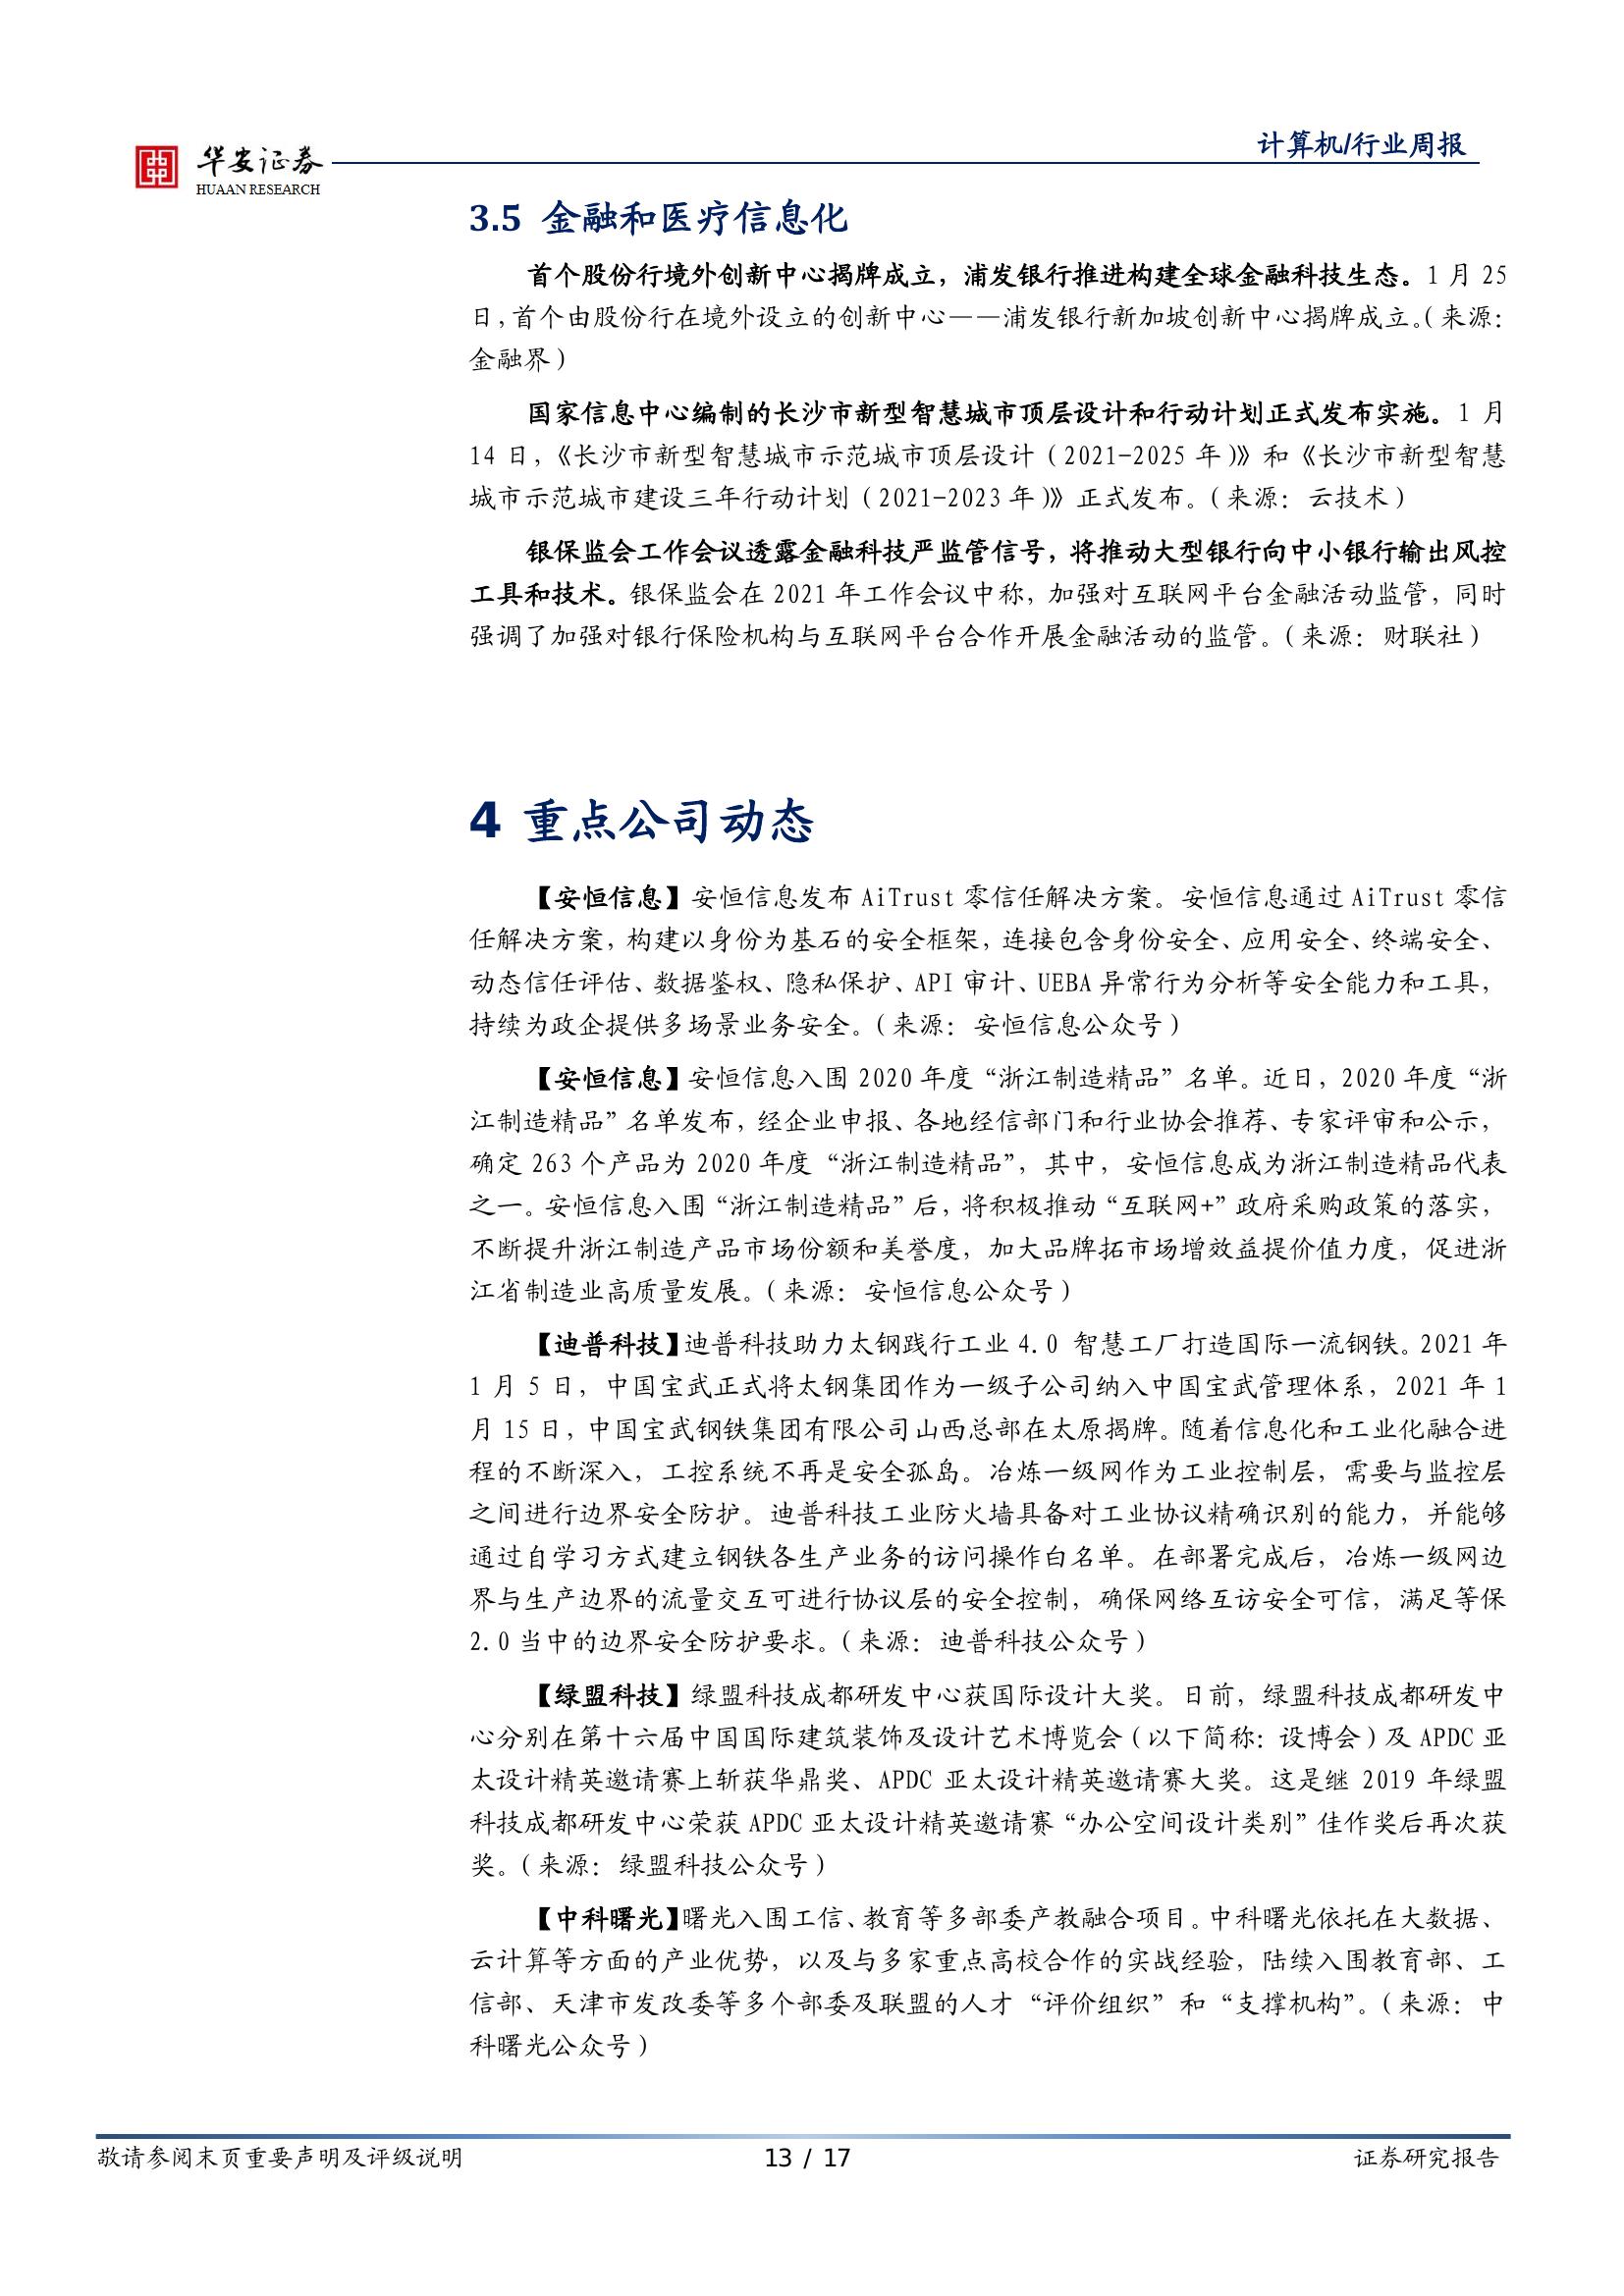 华安证券
HUAAN RESEARCH
计算机/行业周报
3.5 金融和医疗信息化
首个股份行境外创新中心揭牌成立，浦发银行推进构建全球金融科技生态。1 月 25
日，首个由股份行在境外设立的创新中心——浦发银行新加坡创新中心揭牌成立。（来源：
金融界）
国家信息中心编制的长沙市新型智慧城市顶层设计和行动计划正式发布实施。1 月
14 日，《长沙市新型智慧城市示范城市顶层设计（2021-2025 年）》和《长沙市新型智慧
城市示范城市建设三年行动计划（2021-2023 年）》正式发布。（来源：云技术）
银保监会工作会议透露金融科技严监管信号，将推动大型银行向中小银行输出风控
工具和技术。银保监会在 2021 年工作会议中称，加强对互联网平台金融活动监管，同时
强调了加强对银行保险机构与互联网平台合作开展金融活动的监管。（来源：财联社）
4 重点公司动态
【安恒信息】安恒信息发布 AiTrust 零信任解决方案。安恒信息通过 AiTrust 零信
任解决方案，构建以身份为基石的安全框架，连接包含身份安全、应用安全、终端安全、
动态信任评估、数据鉴权、隐私保护、API 审计、UEBA 异常行为分析等安全能力和工具，
持续为政企提供多场景业务安全。（来源：安恒信息公众号）
【安恒信息】安恒信息入围 2020 年度“浙江制造精品”名单。近日，2020 年度“浙
江制造精品”名单发布，经企业申报、各地经信部门和行业协会推荐、专家评审和公示，
确定 263 个产品为 2020 年度“浙江制造精品”，其中，安恒信息成为浙江制造精品代表
之一。安恒信息入围“浙江制造精品”后，将积极推动“互联网+”政府采购政策的落实，
不断提升浙江制造产品市场份额和美誉度，加大品牌拓市场增效益提价值力度，促进浙
江省制造业高质量发展。（来源：安恒信息公众号）
【迪普科技】迪普科技助力太钢践行工业 4.0 智慧工厂打造国际一流钢铁。2021 年
1 月 5 日，中国宝武正式将太钢集团作为一级子公司纳入中国宝武管理体系，2021 年 1
月 15 日，中国宝武钢铁集团有限公司山西总部在太原揭牌。随着信息化和工业化融合进
程的不断深入，工控系统不再是安全孤岛。冶炼一级网作为工业控制层，需要与监控层
之间进行边界安全防护。迪普科技工业防火墙具备对工业协议精确识别的能力，并能够
通过自学习方式建立钢铁各生产业务的访问操作白名单。在部署完成后，冶炼一级网边
界与生产边界的流量交互可进行协议层的安全控制，确保网络互访安全可信，满足等保
2.0 当中的边界安全防护要求。（来源：迪普科技公众号）
【绿盟科技】绿盟科技成都研发中心获国际设计大奖。日前，绿盟科技成都研发中
心分别在第十六届中国国际建筑装饰及设计艺术博览会（以下简称：设博会）及 APDC 亚
太设计精英邀请赛上斩获华鼎奖、APDC 亚太设计精英邀请赛大奖。这是继 2019 年绿盟
科技成都研发中心荣获 APDC 亚太设计精英邀请赛“办公空间设计类别”佳作奖后再次获
奖。（来源：绿盟科技公众号）
【中科曙光】曙光入围工信、教育等多部委产教融合项目。中科曙光依托在大数据、
云计算等方面的产业优势，以及与多家重点高校合作的实战经验，陆续入围教育部、工
信部、天津市发改委等多个部委及联盟的人才“评价组织”和“支撑机构”。（来源：中
科曙光公众号）
敬请参阅末页重要声明及评级说明
13 / 17
证券研究报告